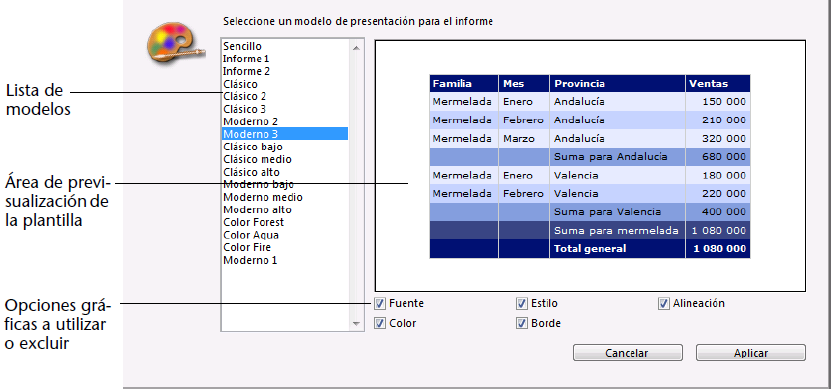 Seleccione un modelo de presentación para el informe
Lista de
modelos
Área de previ-
sualización de
la plantilla
Opciones grá-
ficas a utilizar
o excluir
Sencillo
Informe 1
Informe 2
Clásico
Clásico 2
Clásico 3
Moderno 2
Moderno 3
Clásico bajo
Clásico medio
Clásico alto
Moderno bajo
Moderno medio
Moderno alto
Color Forest
Color Aqua
Color Fire
Moderno 1
Familia Mes Provincia Ventas
Mermelada Enero Andalucía 150 000
Mermelada Febrero Andalucía 210 000
Mermelada Marzo Andalucía 320 000
Suma para Andalucía 680 000
Mermelada Enero Valencia 180 000
Mermelada Febrero Valencia 220 000
Suma para Valencia 400 000
Suma para mermelada 1 080 000
Total general 1 080 000
Fuente Estilo Alineación
Color Borde
Cancelar Aplicar